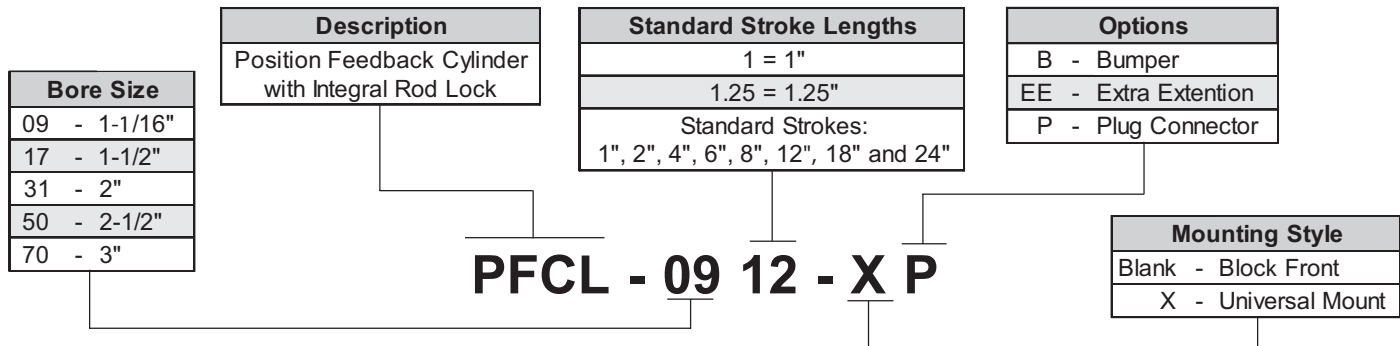 Description
Position Feedback Cylinder
with Integral Rod Lock
Standard Stroke Lengths
1 = 1"
1.25 = 1.25"
Standard Strokes:
1", 2", 4", 6", 8", 12", 18" and 24"
Options
B - Bumper
EE - Extra Extention
P - Plug Connector
Bore Size
09 - 1-1/16"
17 - 1-1/2"
31 - 2"
50 - 2-1/2"
70 - 3"
Mounting Style
Blank - Block Front
X - Universal Mount
PFCL - 09 12 - X P